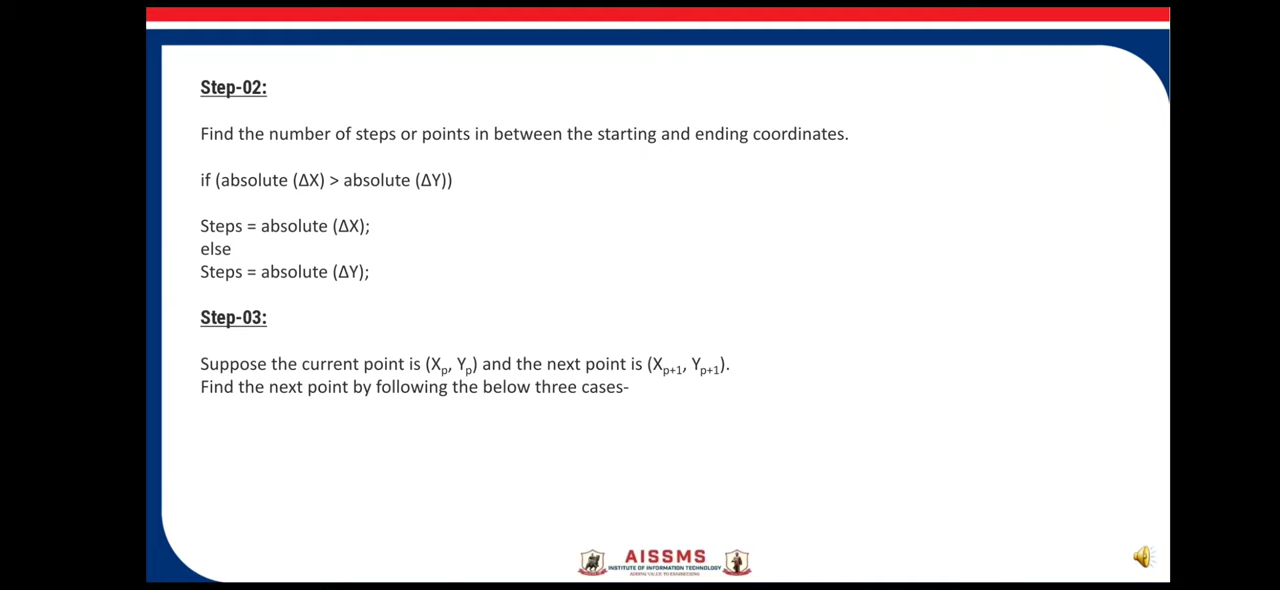 Step-02:
Find the number of steps or points in between the starting and ending coordinates.
if (absolute (ΔX) > absolute (ΔY))
Steps = absolute (ΔX);
else
Steps = absolute (ΔY);
Step-03:
Suppose the current point is (Xp, Yp) and the next point is (Xp+1, Yp+1).
Find the next point by following the below three cases-
AISSMS
INSTITUTE OF INFORMATION TECHNOLOGY